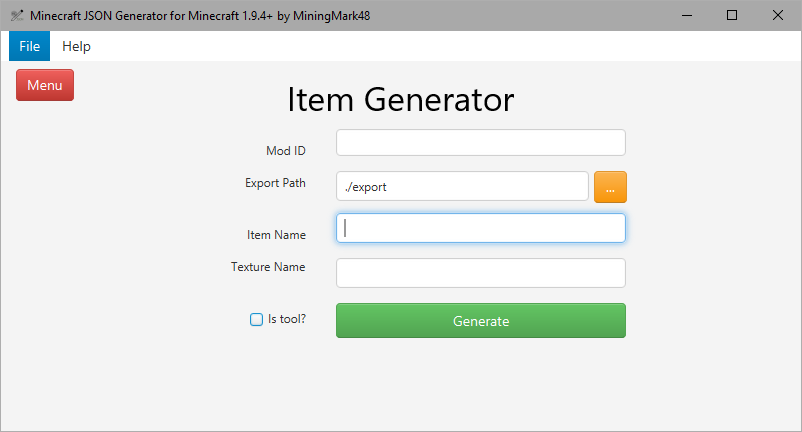 Minecraft JSON Generator for Minecraft 1.9.4+ by MiningMark48
File Help
Menu
Item Generator
Mod ID
Export Path ./export ...
Item Name
Texture Name
Is tool? Generate